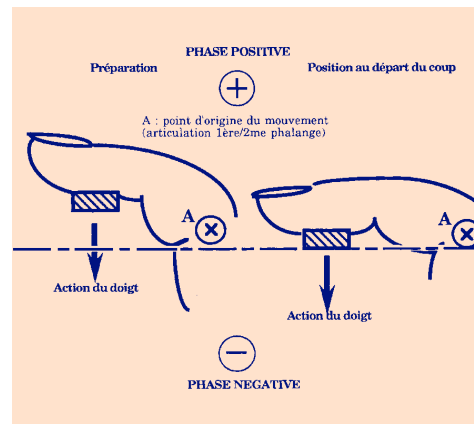 PHASE POSITIVE
Préparation
Position au départ du coup
+
A : point d'origine du mouvement
(articulation 1ère/2me phalange)
A
A
Action du doigt
Action du doigt
−
PHASE NEGATIVE